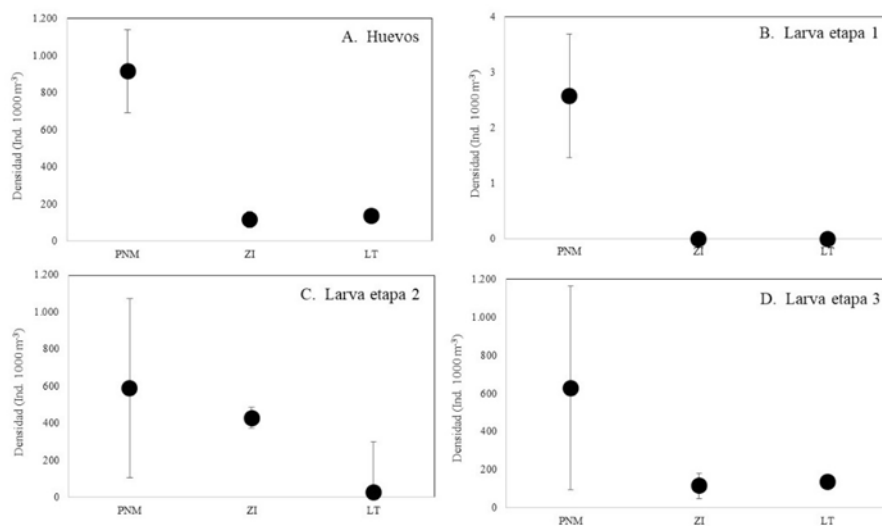 A. Huevos
Densidad (Ind. 1000 m⁻³)
1.200
1.000
800
600
400
200
0
PNM ZI LT
B. Larva etapa 1
Densidad (Ind. 1000 m⁻³)
4
3
2
1
0
PNM ZI LT
C. Larva etapa 2
Densidad (Ind. 1000 m⁻³)
1.200
1.000
800
600
400
200
0
PNM ZI LT
D. Larva etapa 3
Densidad (Ind. 1000 m⁻³)
1.200
1.000
800
600
400
200
0
PNM ZI LT